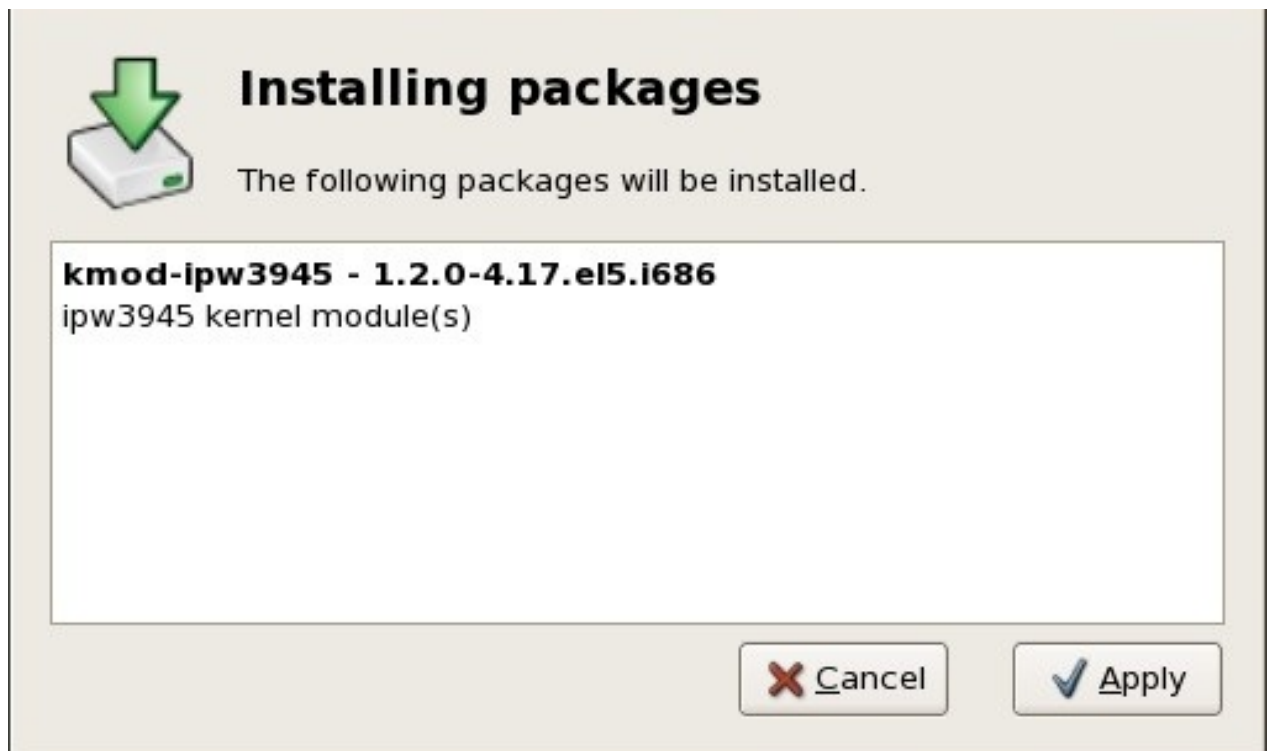 Installing packages
The following packages will be installed.
kmod-ipw3945 - 1.2.0-4.17.el5.i686
ipw3945 kernel module(s)
Cancel
Apply